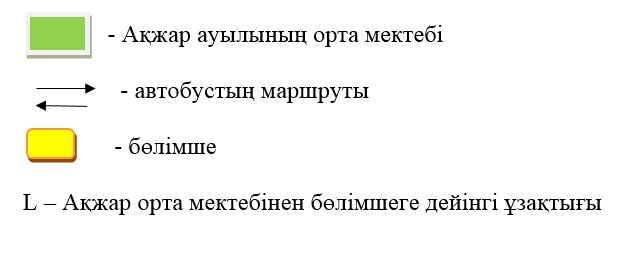 - Ақжар ауылының орта мектебі
- автобустың маршруты
- бөлімше
L – Ақжар орта мектебінен бөлімшеге дейінгі ұзақтығы